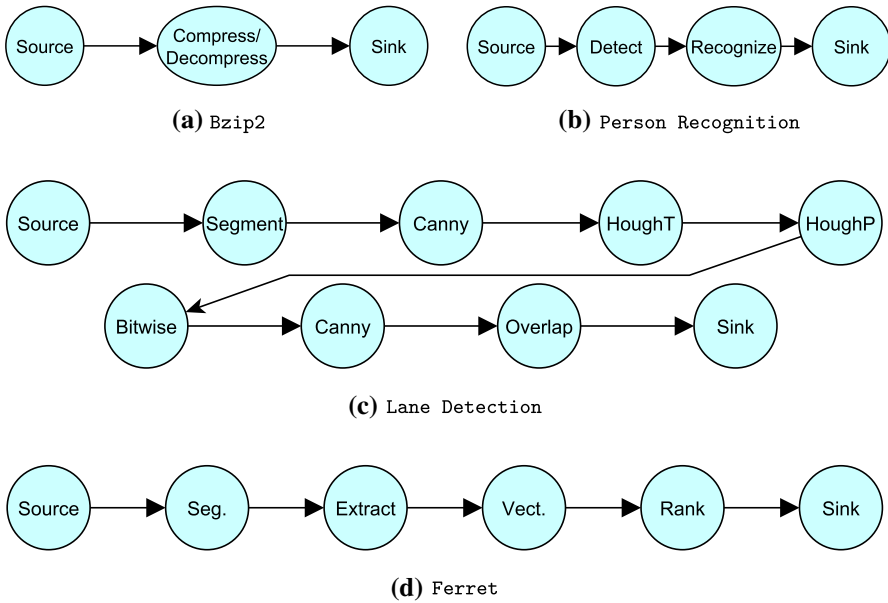 Source
Compress/
Decompress
Sink
(a) Bzip2
Source
Detect
Recognize
Sink
(b) Person Recognition
Source
Segment
Canny
HoughT
HoughP
Bitwise
Canny
Overlap
Sink
(c) Lane Detection
Source
Seg.
Extract
Vect.
Rank
Sink
(d) Ferret